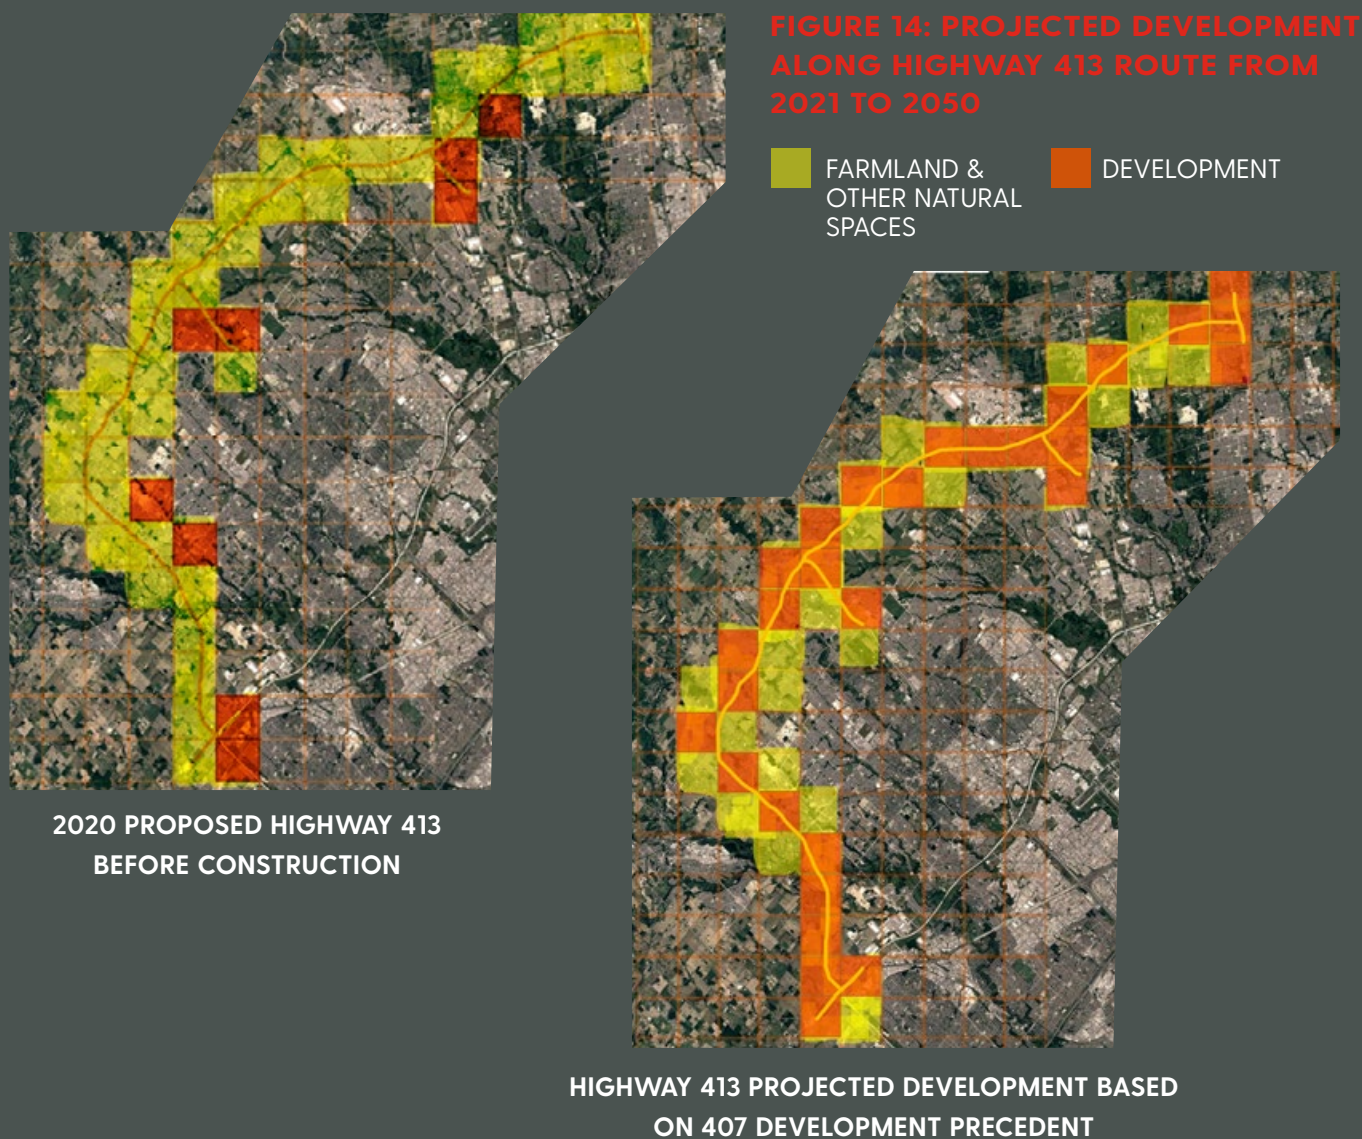 FIGURE 14: PROJECTED DEVELOPMENT
ALONG HIGHWAY 413 ROUTE FROM
2021 TO 2050
FARMLAND &
OTHER NATURAL
SPACES
DEVELOPMENT
2020 PROPOSED HIGHWAY 413
BEFORE CONSTRUCTION
HIGHWAY 413 PROJECTED DEVELOPMENT BASED
ON 407 DEVELOPMENT PRECEDENT